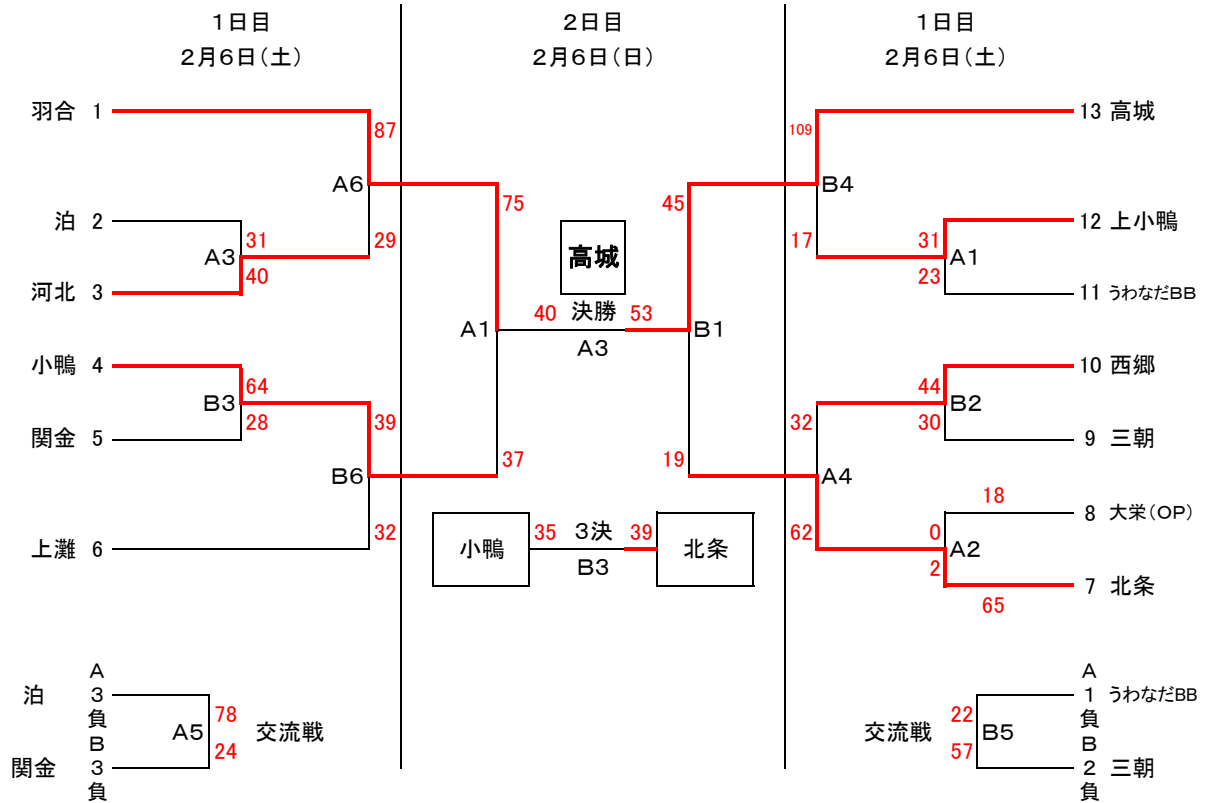 1日目
2日目
1日目
2月6日(土)
2月6日(日)
2月6日(土)
羽合 1
87
A6
泊 2
31
29
A3
40
河北 3
小鴨 4
64
B3
28
39
関金 5
B6
上灘 6
32
75
A1
37
高城
40 決勝 53
A3
45
B1
19
小鴨
35 3決 39
B3
北条
109
13 高城
B4
17
12 上小鴨
31
A1
23
11 うわなだBB
10 西郷
44
32
B2
30
9 三朝
A4
62
18
8 大栄(OP)
0
A2
2
7 北条
65
泊
A3負
78
A5
交流戦
24
関金
B3負
A1負
うわなだBB
22
交流戦
B5
57
B2負
三朝